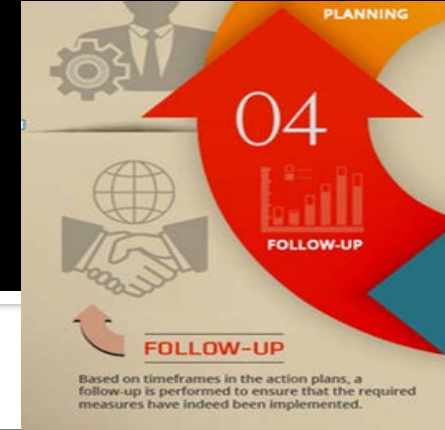 PLANNING
04
FOLLOW-UP
FOLLOW-UP
Based on timeframes in the action plans, a
follow-up is performed to ensure that the required
measures have indeed been implemented.